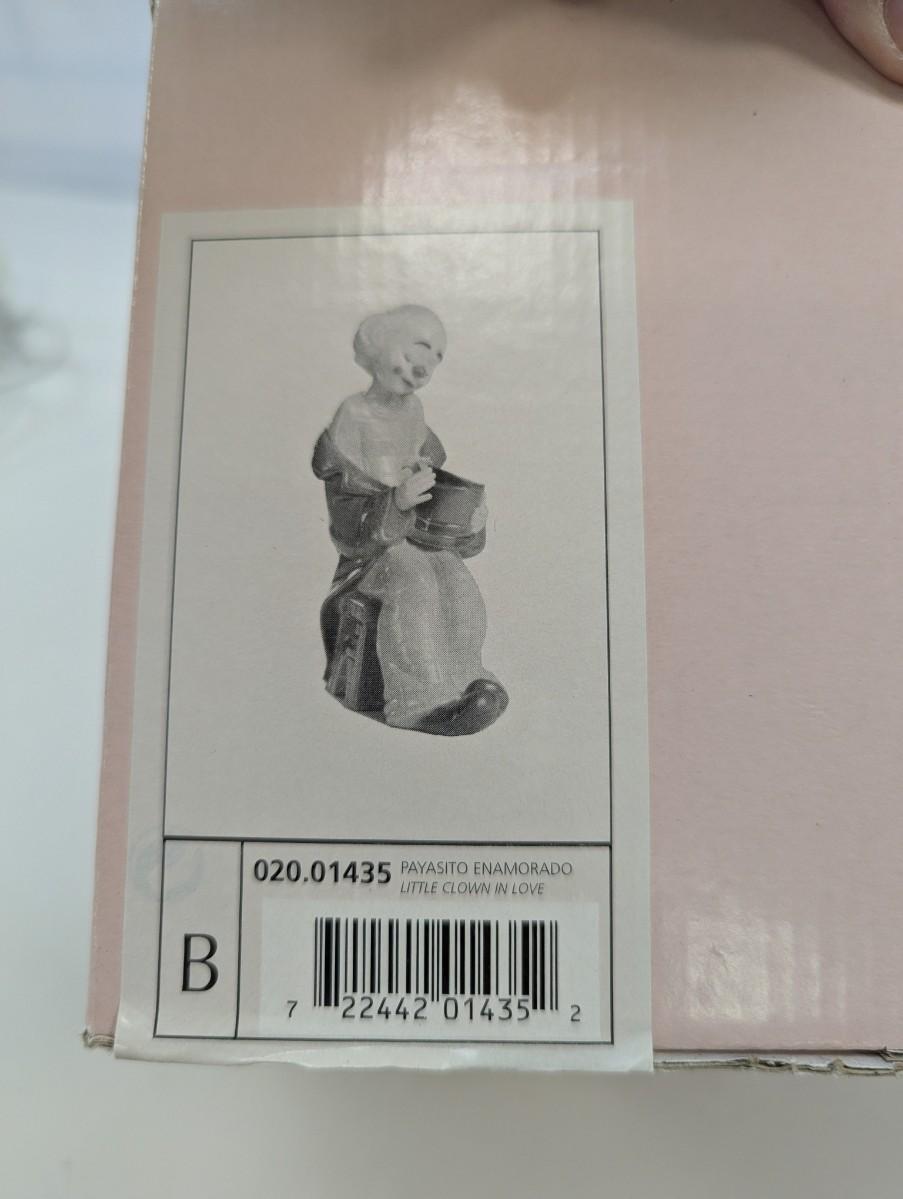 020.01435 PAYASITO ENAMORADO
LITTLE CLOWN IN LOVE
B
7 22442 01435 2